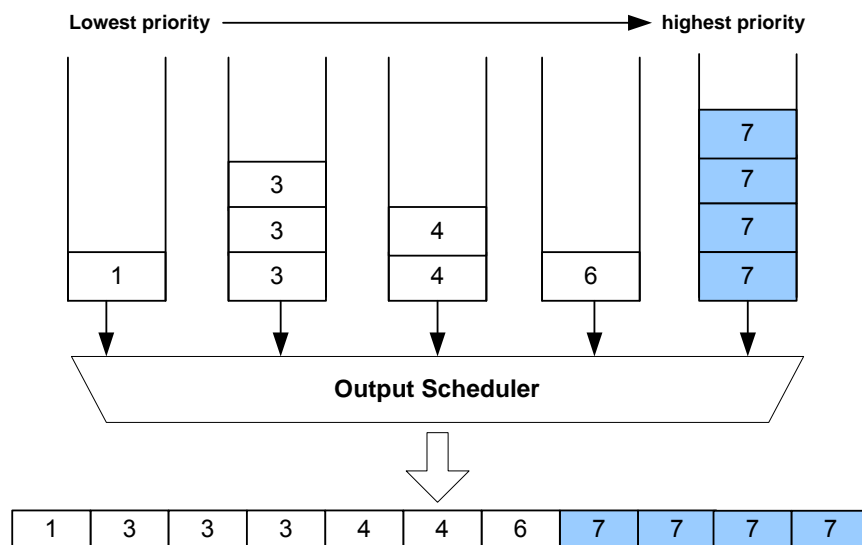 Lowest priority highest priority
7
3 7
3 4 7
1 3 4 6 7
Output Scheduler
1 3 3 3 4 4 6 7 7 7 7